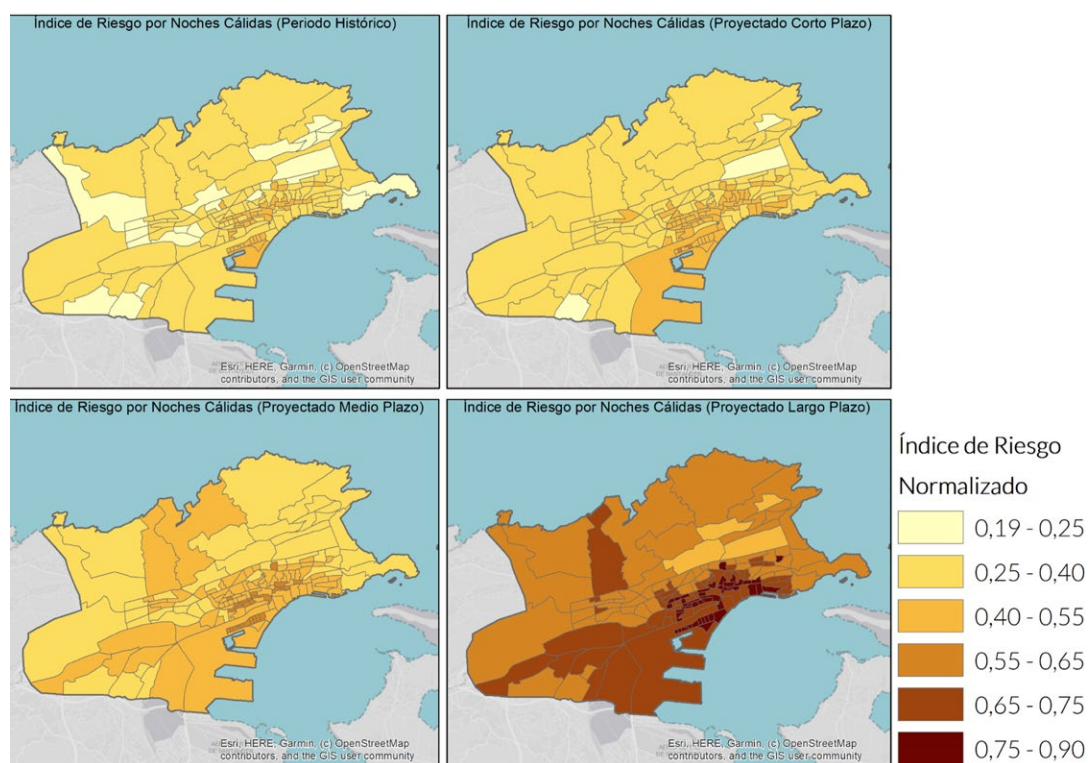 Índice de Riesgo por Noches Cálidas (Periodo Histórico)
Esri, HERE, Garmin, (c) OpenStreetMap
contributors, and the GIS user community
Índice de Riesgo por Noches Cálidas (Proyectado Corto Plazo)
Esri, HERE, Garmin, (c) OpenStreetMap
contributors, and the GIS user community
Índice de Riesgo por Noches Cálidas (Proyectado Medio Plazo)
Esri, HERE, Garmin, (c) OpenStreetMap
contributors, and the GIS user community
Índice de Riesgo por Noches Cálidas (Proyectado Largo Plazo)
Esri, HERE, Garmin, (c) OpenStreetMap
contributors, and the GIS user community
Índice de Riesgo
Normalizado
0,19 - 0,25
0,25 - 0,40
0,40 - 0,55
0,55 - 0,65
0,65 - 0,75
0,75 - 0,90